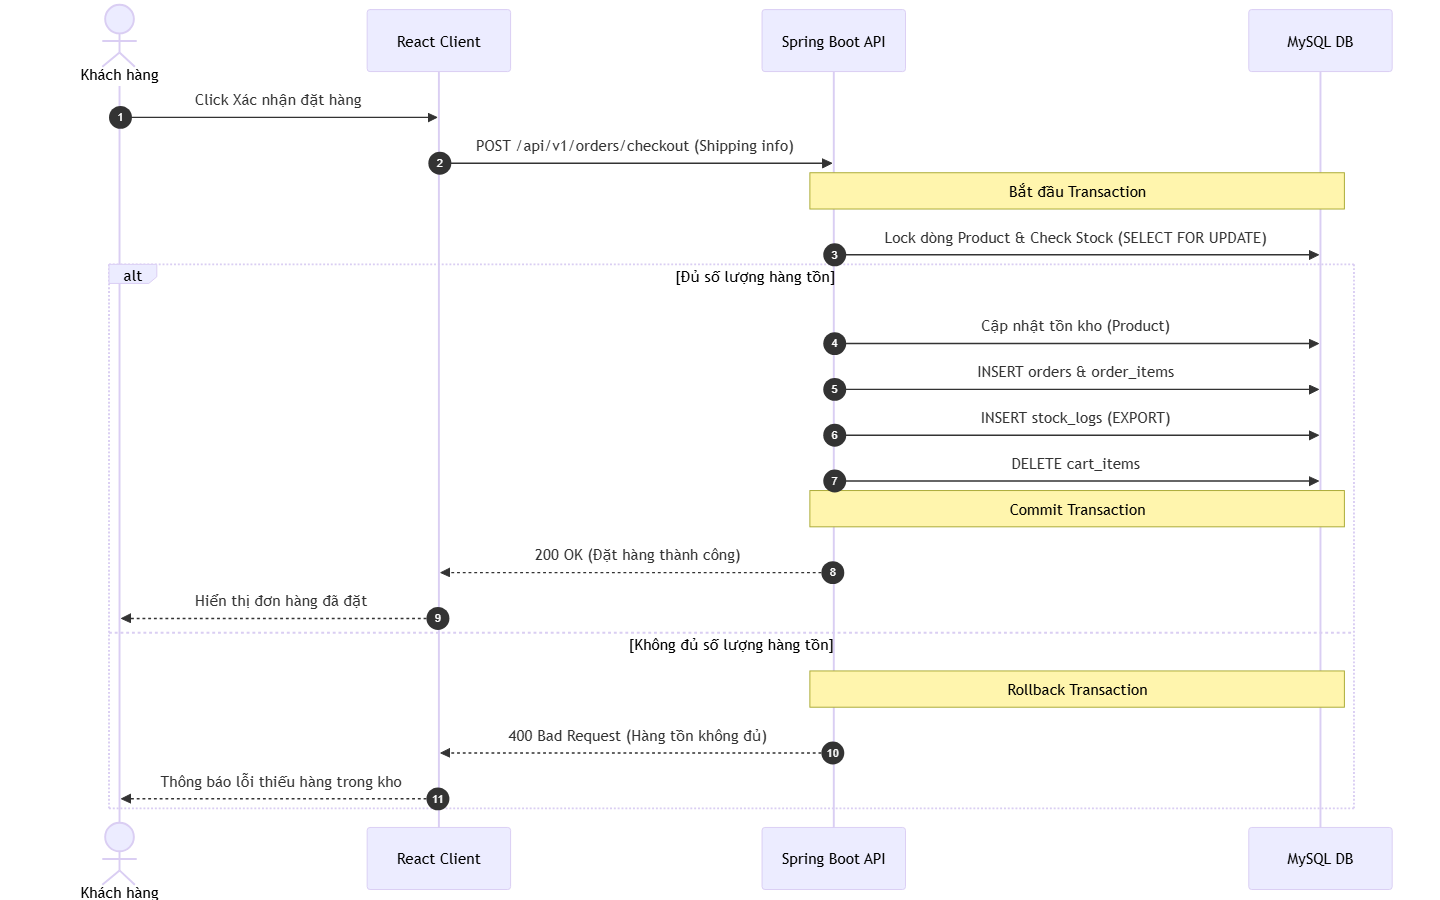 Khách hàng
React Client
Spring Boot API
MySQL DB
1
Click Xác nhận đặt hàng
2
POST /api/v1/orders/checkout (Shipping info)
Bắt đầu Transaction
3
Lock dòng Product & Check Stock (SELECT FOR UPDATE)
alt
[Đủ số lượng hàng tồn]
4
Cập nhật tồn kho (Product)
5
INSERT orders & order_items
6
INSERT stock_logs (EXPORT)
7
DELETE cart_items
Commit Transaction
200 OK (Đặt hàng thành công)
8
Hiển thị đơn hàng đã đặt
9
[Không đủ số lượng hàng tồn]
Rollback Transaction
400 Bad Request (Hàng tồn không đủ)
10
Thông báo lỗi thiếu hàng trong kho
11
Khách hàng
React Client
Spring Boot API
MySQL DB